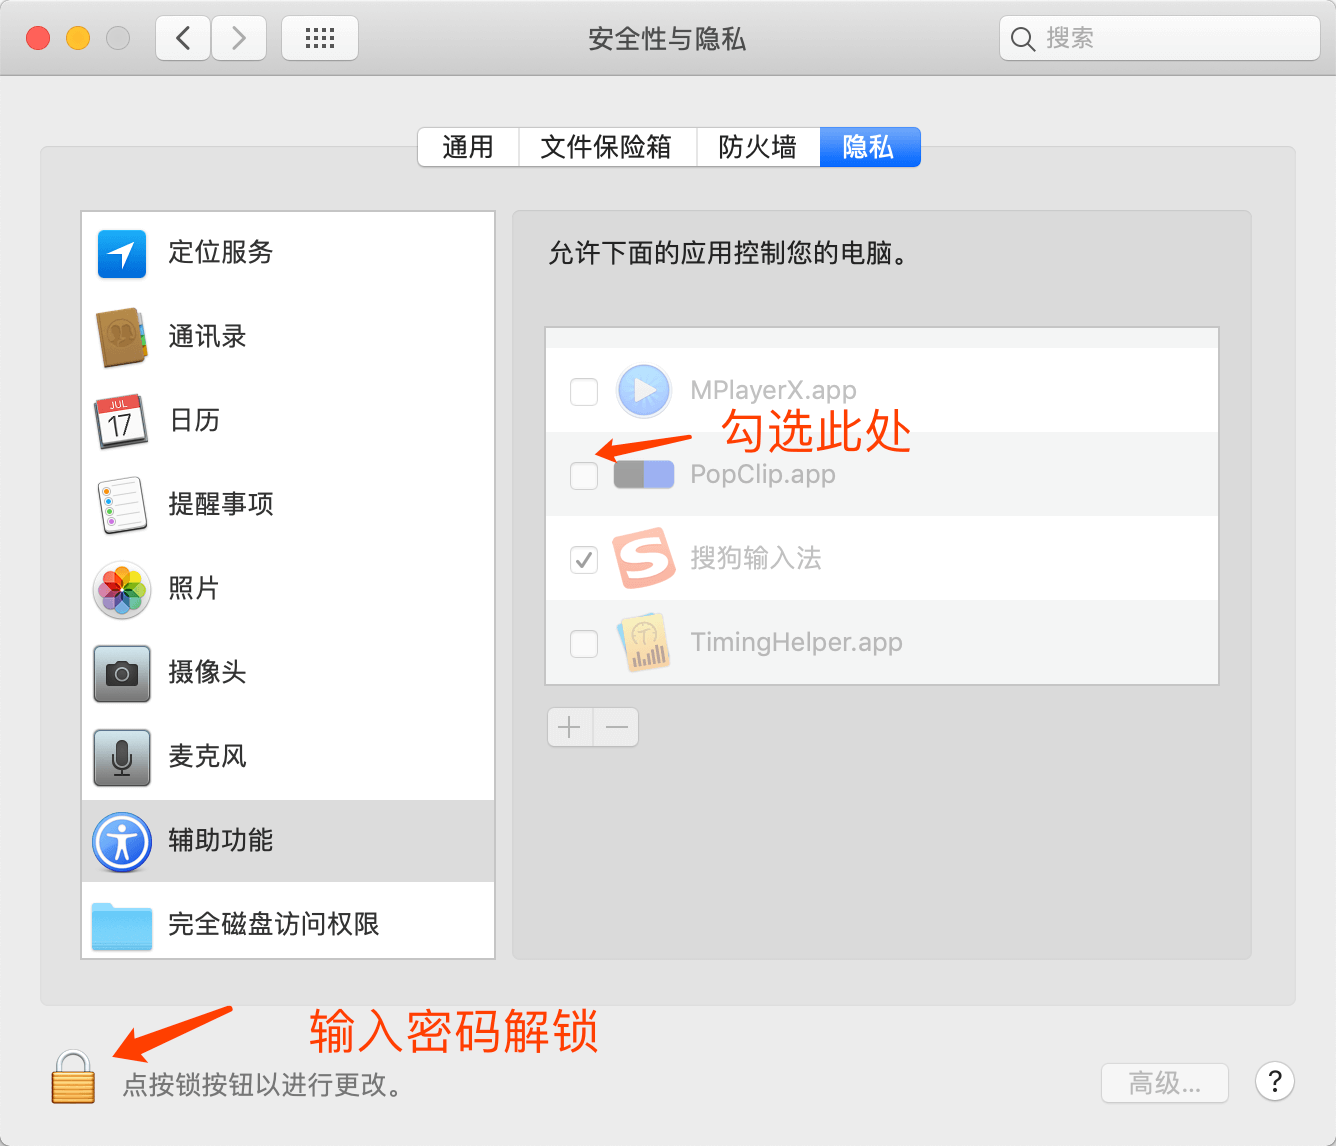 安全性与隐私
搜索
通用
文件保险箱
防火墙
隐私
定位服务
通讯录
JUL
17
日历
提醒事项
照片
摄像头
麦克风
辅助功能
完全磁盘访问权限
允许下面的应用控制您的电脑。
MPlayerX.app
勾选此处
PopClip.app
S
搜狗输入法
T
TimingHelper.app
输入密码解锁
点按锁按钮以进行更改。
高级...
?